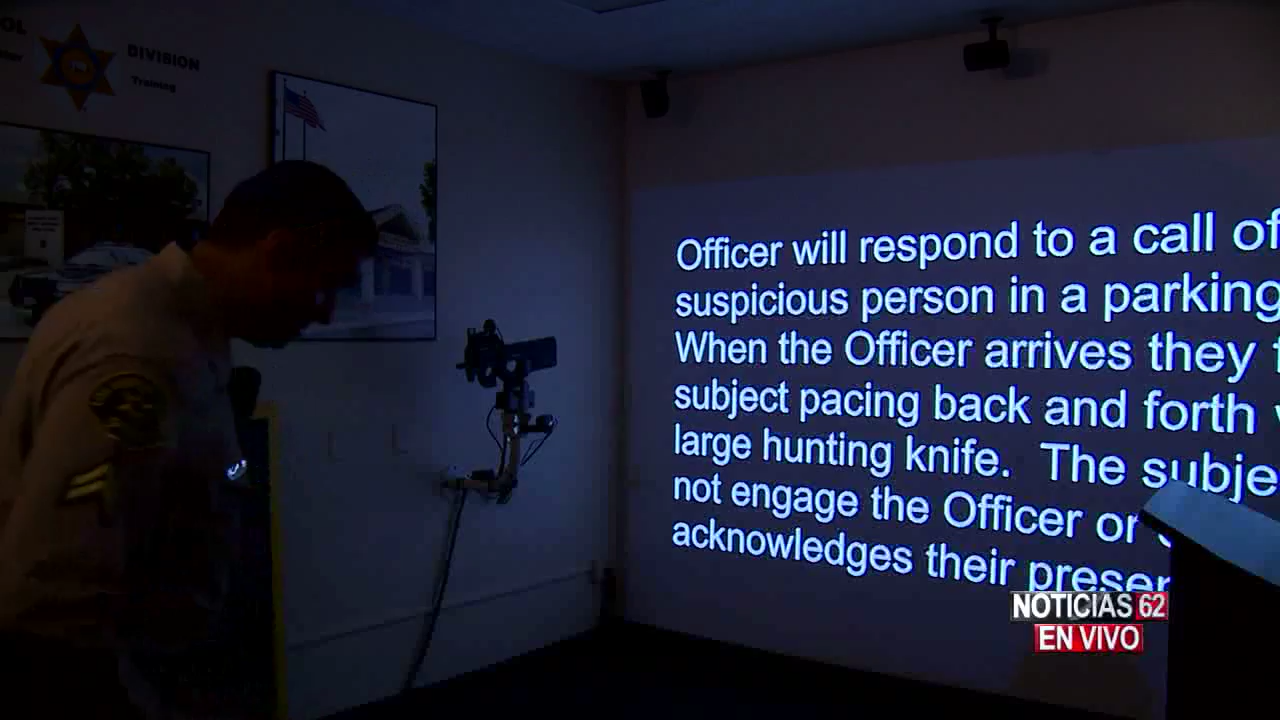 DIVISION
Training
Officer will respond to a call of
suspicious person in a parking
When the Officer arrives they
subject pacing back and forth
large hunting knife. The subje
not engage the Officer or
acknowledges their presen
NOTICIAS 62
EN VIVO